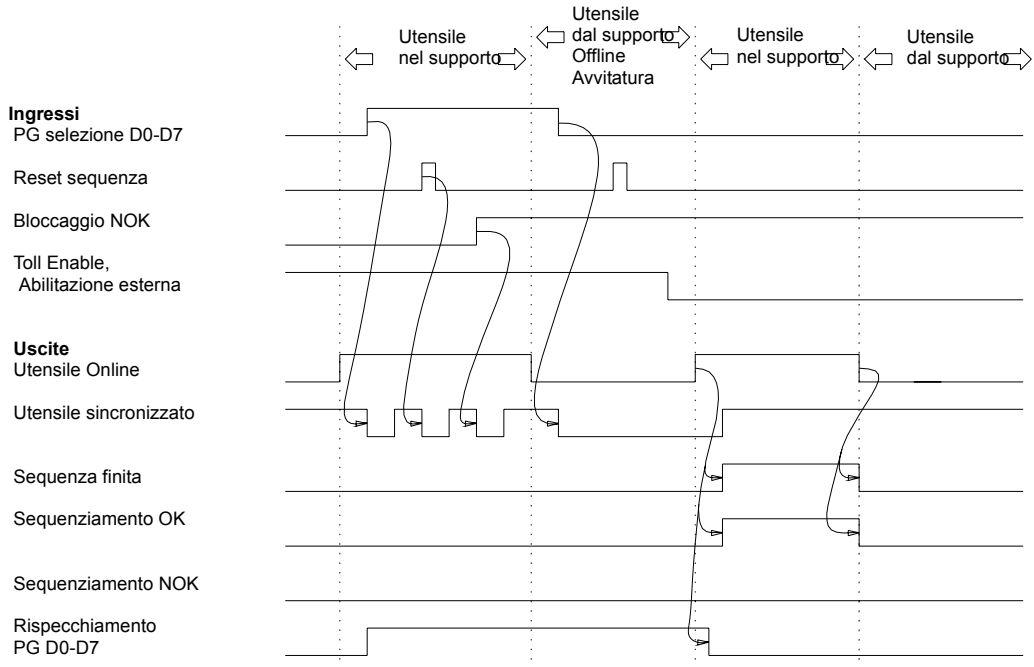 Utensile
nel supporto
Utensile
dal supporto
Offline
Avvitatura
Utensile
nel supporto
Utensile
dal supporto
Ingressi
PG selezione D0-D7
Reset sequenza
Bloccaggio NOK
Toll Enable,
Abilitazione esterna
Uscite
Utensile Online
Utensile sincronizzato
Sequenza finita
Sequenziamento OK
Sequenziamento NOK
Rispecchiamento
PG D0-D7